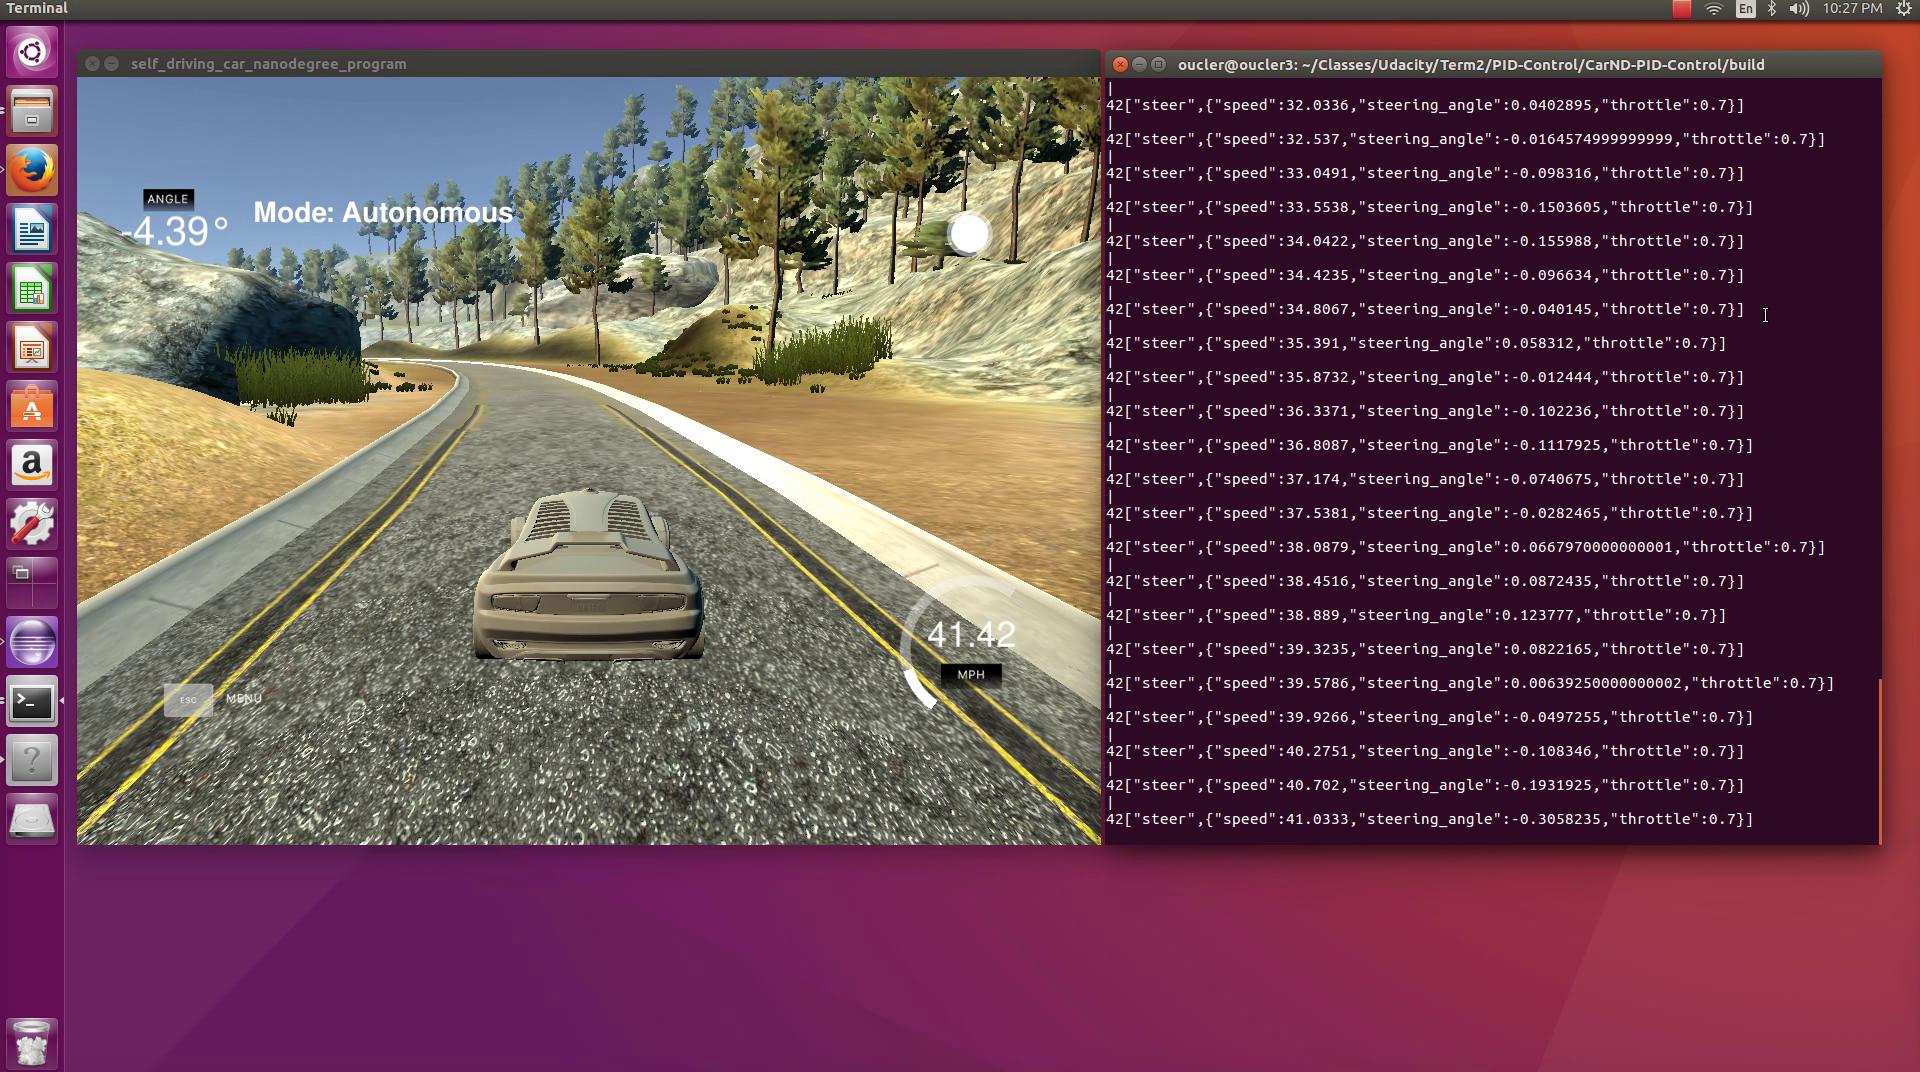 Terminal
En
10:27 PM
self_driving_car_nanodegree_program
ANGLE
-4.39°
Mode: Autonomous
41.42
MPH
ESC
MENU
oucler@oucler3: ~/Classes/Udacity/Term2/PID-Control/CarND-PID-Control/build
|
42["steer",{"speed":32.0336,"steering_angle":0.0402895,"throttle":0.7}]
|
42["steer",{"speed":32.537,"steering_angle":-0.0164574999999999,"throttle":0.7}]
|
42["steer",{"speed":33.0491,"steering_angle":-0.098316,"throttle":0.7}]
|
42["steer",{"speed":33.5538,"steering_angle":-0.1503605,"throttle":0.7}]
|
42["steer",{"speed":34.0422,"steering_angle":-0.155988,"throttle":0.7}]
|
42["steer",{"speed":34.4235,"steering_angle":-0.096634,"throttle":0.7}]
|
42["steer",{"speed":34.8067,"steering_angle":-0.040145,"throttle":0.7}]
|
42["steer",{"speed":35.391,"steering_angle":0.058312,"throttle":0.7}]
|
42["steer",{"speed":35.8732,"steering_angle":-0.012444,"throttle":0.7}]
|
42["steer",{"speed":36.3371,"steering_angle":-0.102236,"throttle":0.7}]
|
42["steer",{"speed":36.8087,"steering_angle":-0.1117925,"throttle":0.7}]
|
42["steer",{"speed":37.174,"steering_angle":-0.0740675,"throttle":0.7}]
|
42["steer",{"speed":37.5381,"steering_angle":-0.0282465,"throttle":0.7}]
|
42["steer",{"speed":38.0879,"steering_angle":0.0667970000000001,"throttle":0.7}]
|
42["steer",{"speed":38.4516,"steering_angle":0.0872435,"throttle":0.7}]
|
42["steer",{"speed":38.889,"steering_angle":0.123777,"throttle":0.7}]
|
42["steer",{"speed":39.3235,"steering_angle":0.0822165,"throttle":0.7}]
|
42["steer",{"speed":39.5786,"steering_angle":0.00639250000000002,"throttle":0.7}]
|
42["steer",{"speed":39.9266,"steering_angle":-0.0497255,"throttle":0.7}]
|
42["steer",{"speed":40.2751,"steering_angle":-0.108346,"throttle":0.7}]
|
42["steer",{"speed":40.702,"steering_angle":-0.1931925,"throttle":0.7}]
|
42["steer",{"speed":41.0333,"steering_angle":-0.3058235,"throttle":0.7}]